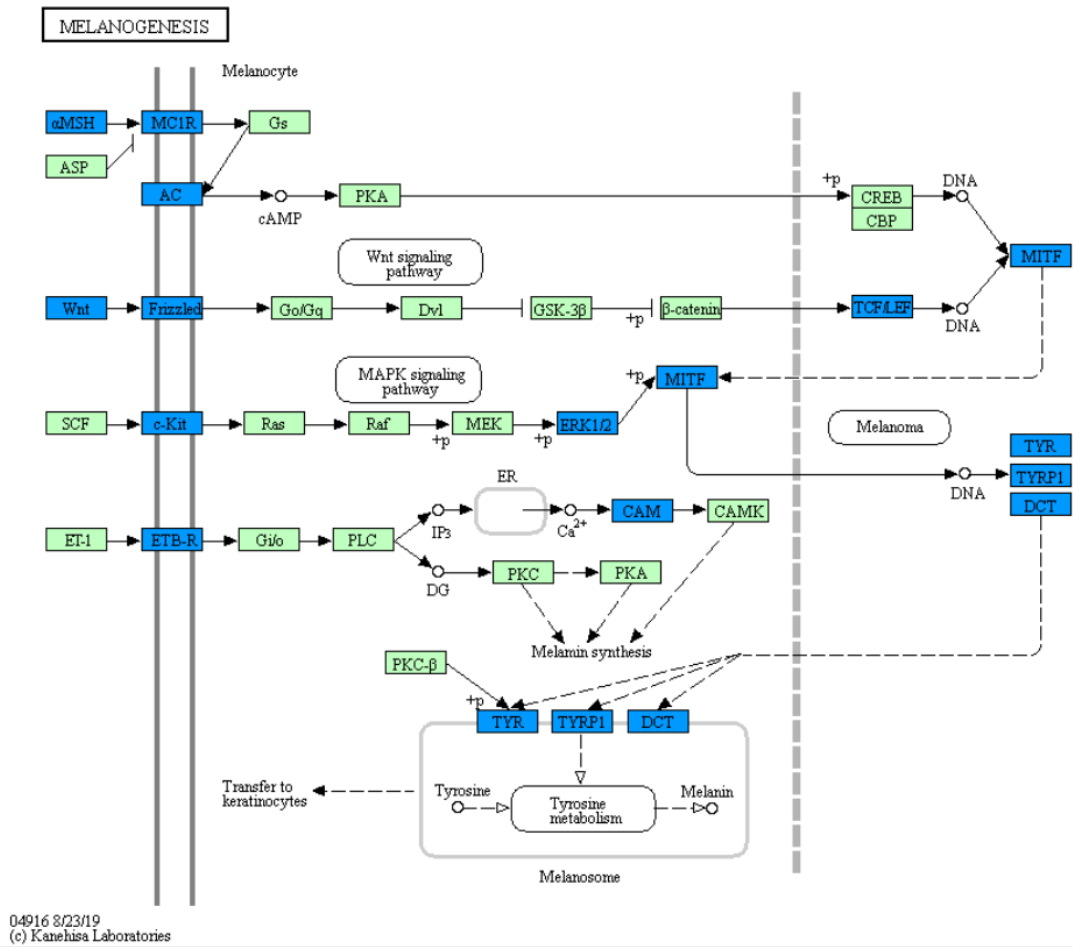 MELANOGENESIS
Melanocyte
αMSH
MC1R
Gs
ASP
AC
cAMP
PKA
+p
CREB
CBP
DNA
MITF
Wnt signaling
pathway
Wnt
Frizzled
Go/Gq
Dvl
GSK-3β
+p
β-catenin
TCF/LEF
DNA
MAPK signaling
pathway
+p
MITF
SCF
c-Kit
Ras
Raf
+p
MEK
+p
ERK1/2
Melanoma
TYR
TYRP1
DCT
DNA
ER
ET-1
ETB-R
Gi/o
PLC
IP3
Ca2+
CAM
CAMK
DG
PKC
PKA
Melamin synthesis
PKC-β
+p
TYR
TYRP1
DCT
Transfer to
keratinocytes
Tyrosine
Tyrosine
metabolism
Melanin
Melanosome
04916 8/23/19
(c) Kanehisa Laboratories